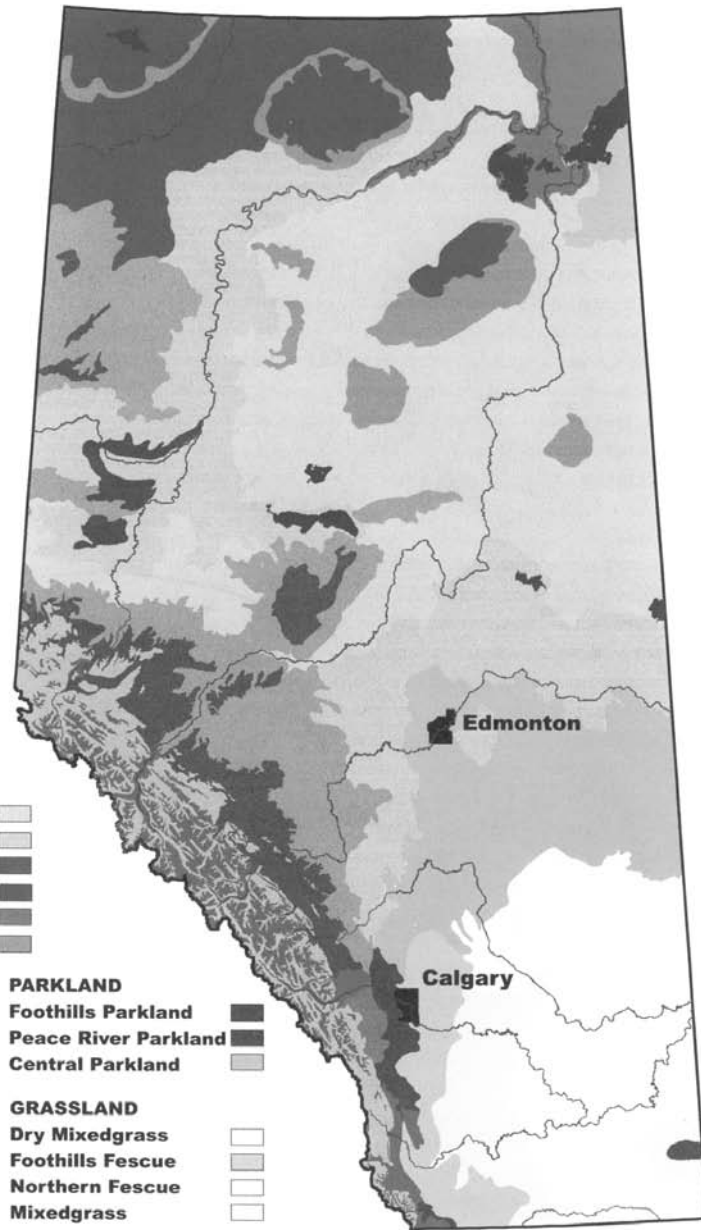 Edmonton
Calgary
PARKLAND
Foothills Parkland
Peace River Parkland
Central Parkland
GRASSLAND
Dry Mixedgrass
Foothills Fescue
Northern Fescue
Mixedgrass